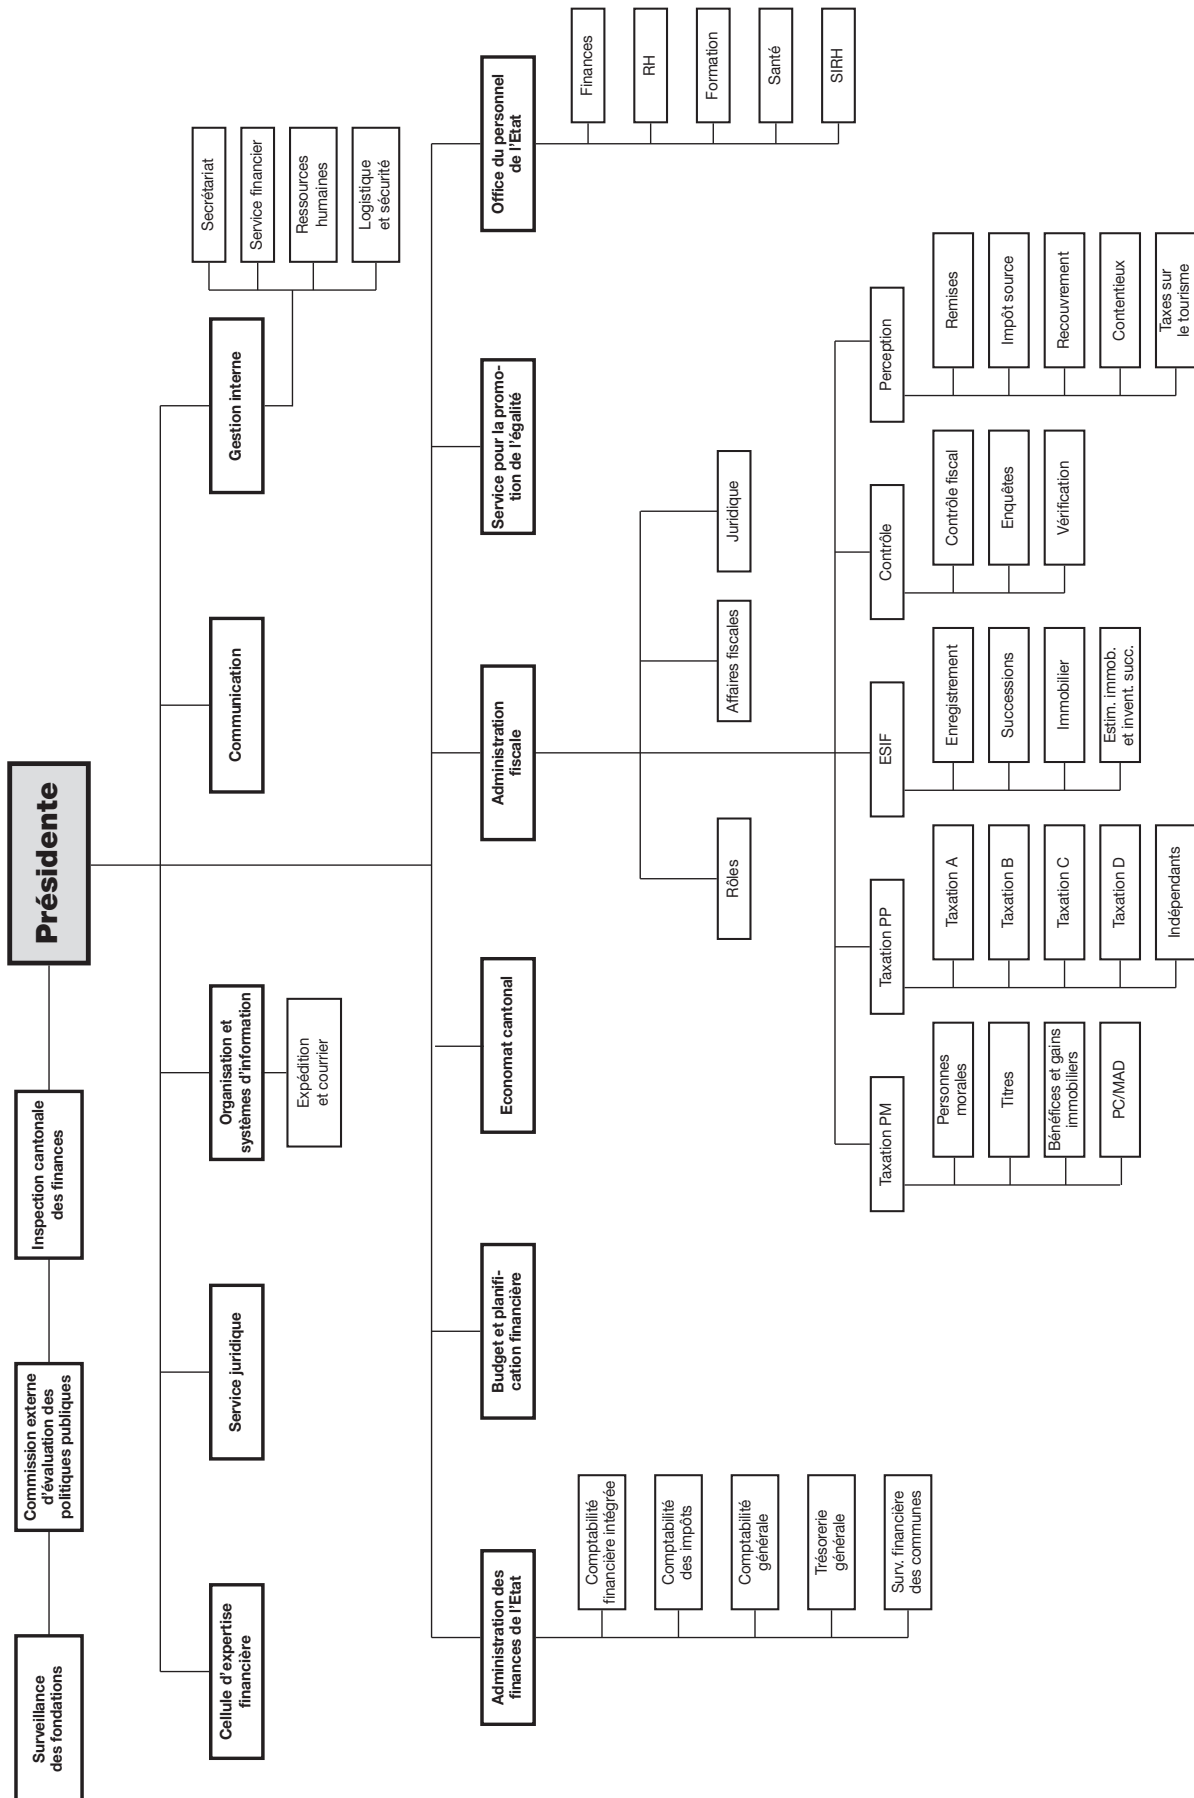 Présidente
Inspection cantonale
des finances
Commission externe
d'évaluation des
politiques publiques
Surveillance
des fondations
Cellule d'expertise
financière
Service juridique
Organisation et
systèmes d'information
Expédition
et courrier
Communication
Gestion interne
Secrétariat
Service financier
Ressources
humaines
Logistique
et sécurité
Administration des
finances de l'Etat
Comptabilité
financière intégrée
Comptabilité
des impôts
Comptabilité
générale
Trésorerie
générale
Surv. financière
des communes
Budget et planifi-
cation financière
Economat cantonal
Administration
fiscale
Service pour la promo-
tion de l'égalité
Office du personnel
de l'Etat
Finances
RH
Formation
Santé
SIRH
Rôles
Affaires fiscales
Juridique
Taxation PM
Personnes
morales
Titres
Bénéfices et gains
immobiliers
PC/MAD
Taxation PP
Taxation A
Taxation B
Taxation C
Taxation D
Indépendants
ESIF
Enregistrement
Successions
Immobilier
Estim. immob.
et invent. succ.
Contrôle
Contrôle fiscal
Enquêtes
Vérification
Perception
Remises
Impôt source
Recouvrement
Contentieux
Taxes sur
le tourisme